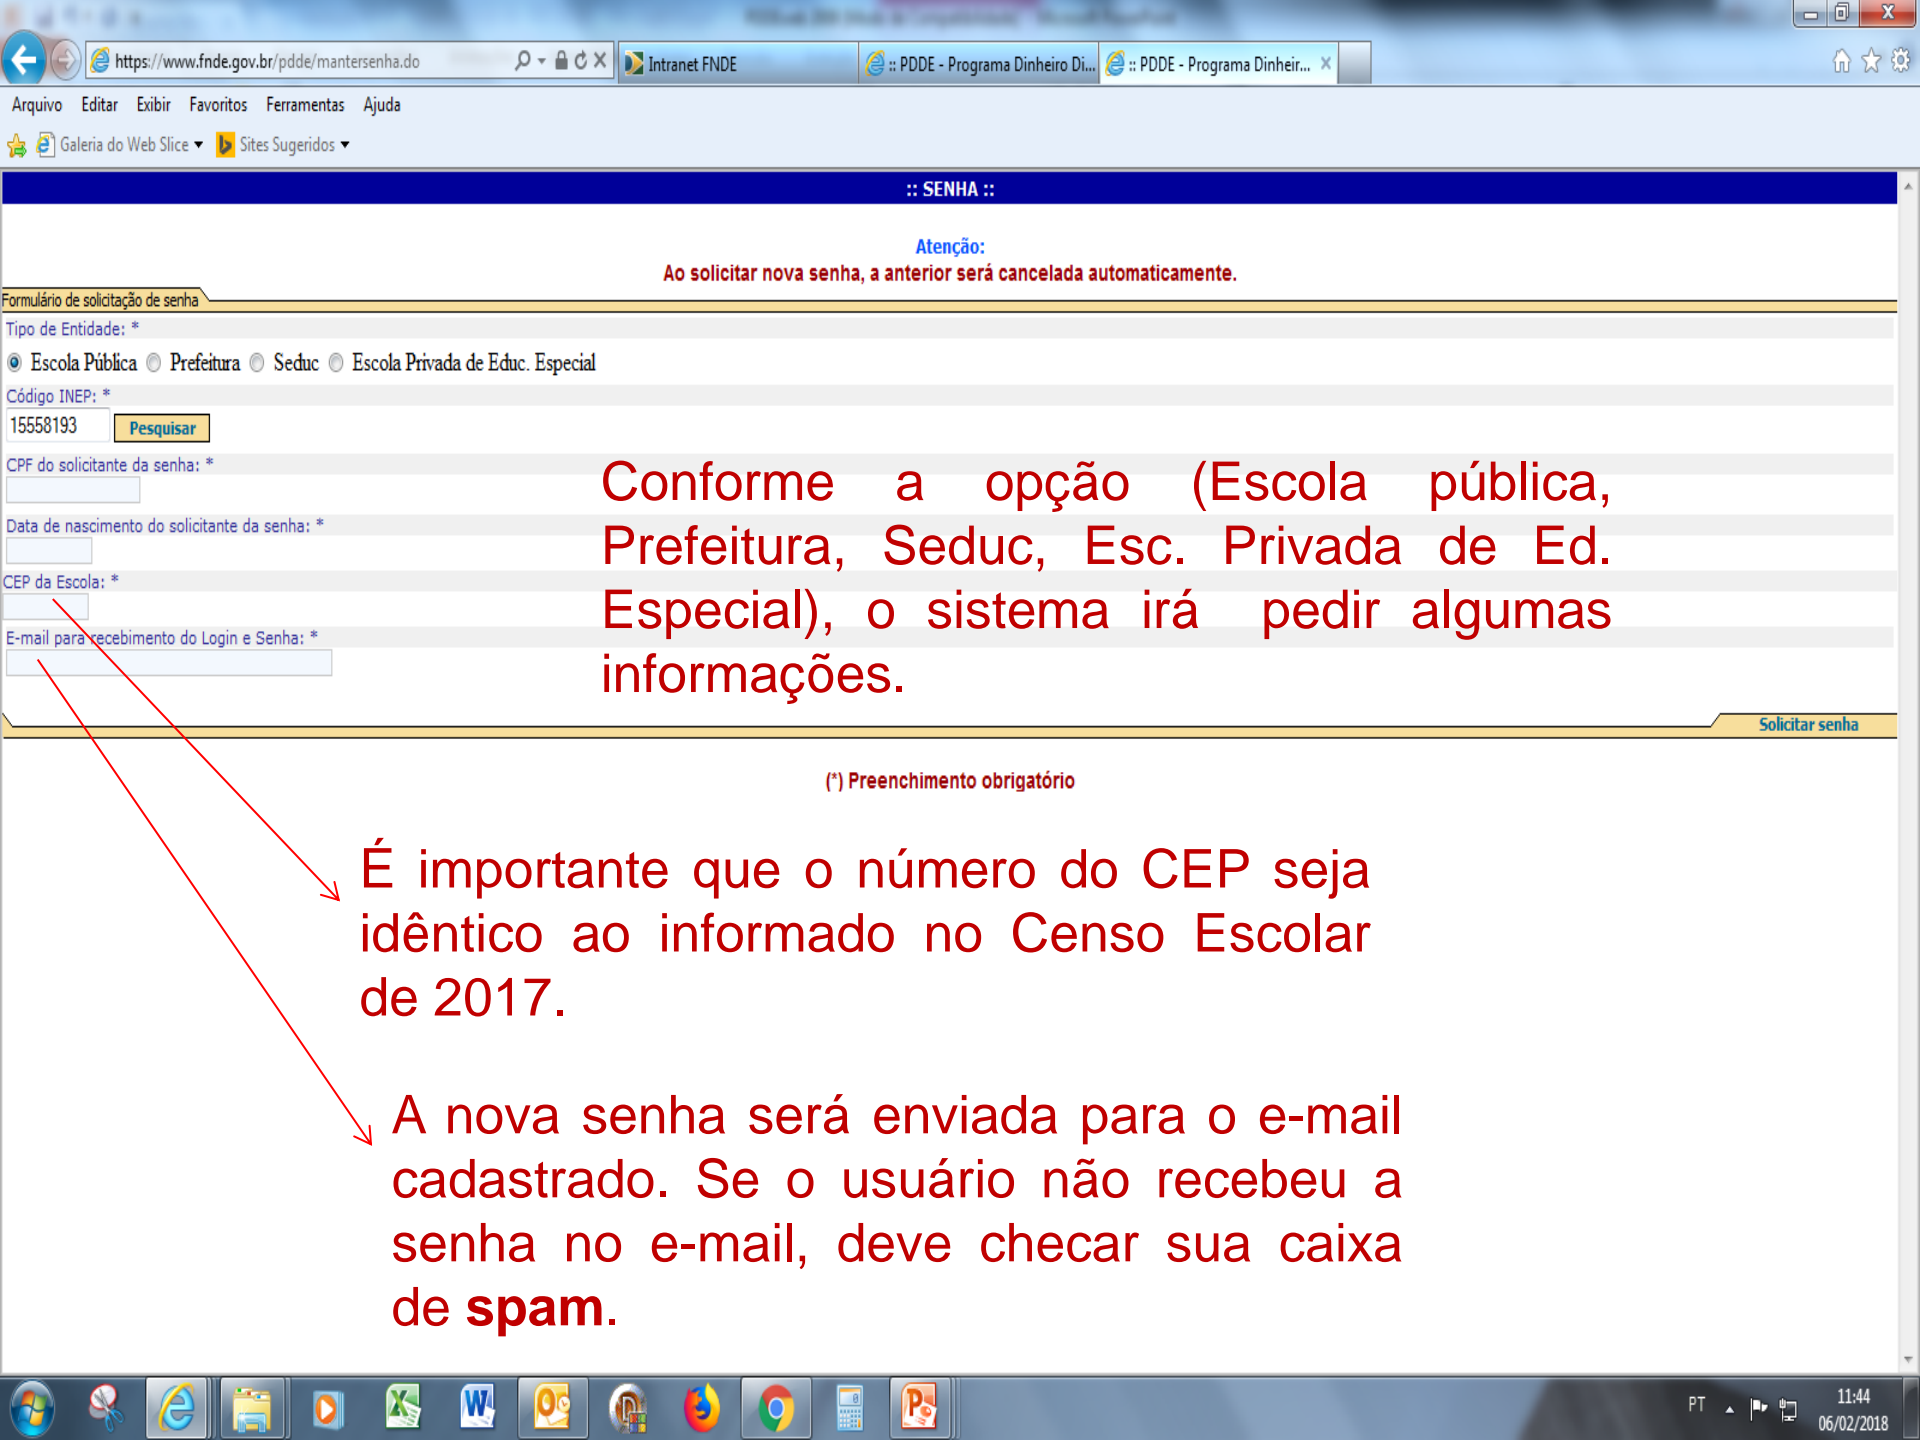 https://www.fnde.gov.br/pdde/mantersenha.do
Intranet FNDE
:: PDDE - Programa Dinheiro Di...
:: PDDE - Programa Dinheir...
Arquivo Editar Exibir Favoritos Ferramentas Ajuda
Galeria do Web Slice
Sites Sugeridos
:: SENHA ::
Atenção:
Ao solicitar nova senha, a anterior será cancelada automaticamente.
Formulário de solicitação de senha
Tipo de Entidade: *
Escola Pública Prefeitura Seduc Escola Privada de Educ. Especial
Código INEP: *
15558193 Pesquisar
CPF do solicitante da senha: *
Data de nascimento do solicitante da senha: *
CEP da Escola: *
E-mail para recebimento do Login e Senha: *
Conforme a opção (Escola pública,
Prefeitura, Seduc, Esc. Privada de Ed.
Especial), o sistema irá pedir algumas
informações.
Solicitar senha
(*) Preenchimento obrigatório
É importante que o número do CEP seja
idêntico ao informado no Censo Escolar
de 2017.
A nova senha será enviada para o e-mail
cadastrado. Se o usuário não recebeu a
senha no e-mail, deve checar sua caixa
de spam.
PT
11:44
06/02/2018